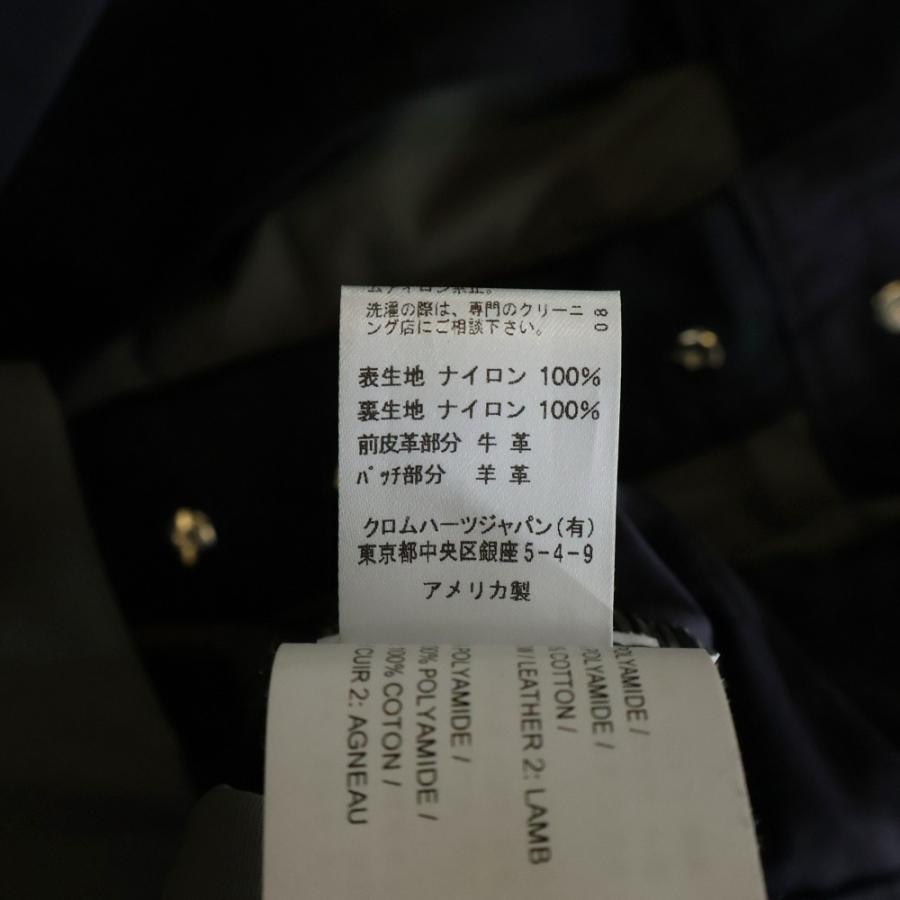 洗濯の際は、専門のクリーニ
ング店にご相談下さい。
08
表生地 ナイロン 100%
裏生地 ナイロン 100%
前皮革部分 牛 革
パッチ部分 羊 革
クロムハーツジャパン(有)
東京都中央区銀座5-4-9
アメリカ製
POLYAMIDE /
POLYAMIDE /
COTTON /
/LEATHER 2: LAMB
POLYAMIDE /
% POLYAMIDE /
100% COTON /
CUIR 2: AGNEAU